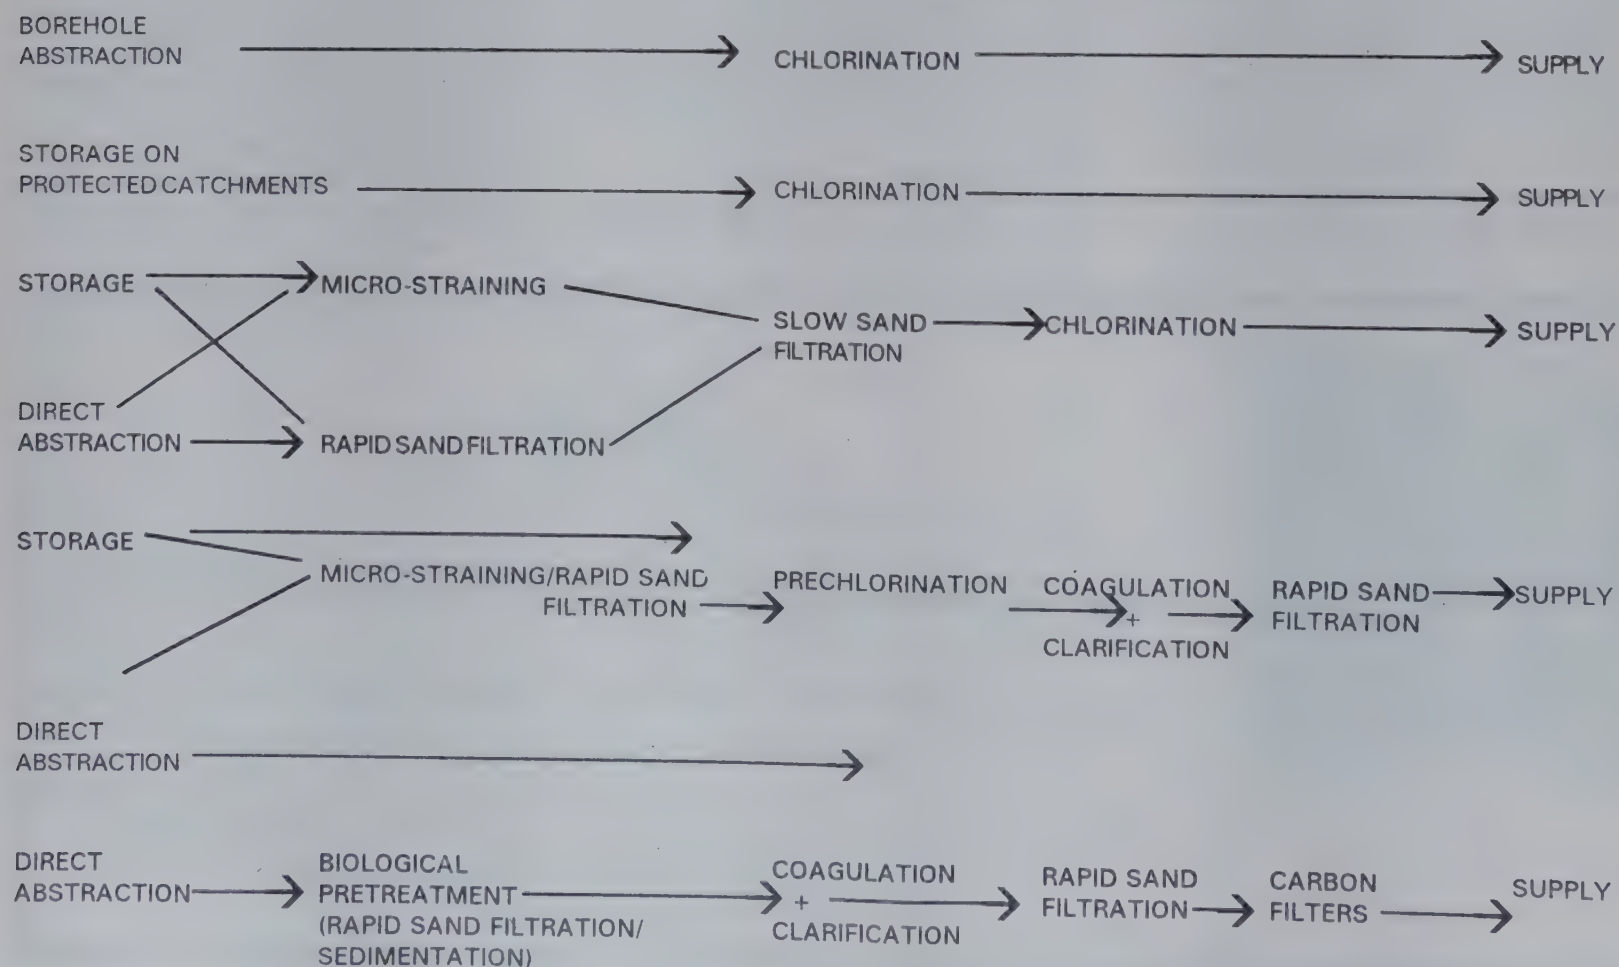 BOREHOLE
ABSTRACTION
CHLORINATION
SUPPLY
STORAGE ON
PROTECTED CATCHMENTS
CHLORINATION
SUPPLY
STORAGE
MICRO-STRAINING
SLOW SAND
FILTRATION
CHLORINATION
SUPPLY
DIRECT
ABSTRACTION
RAPID SAND FILTRATION
STORAGE
MICRO-STRAINING/RAPID SAND
FILTRATION
PRECHLORINATION
COAGULATION
+
CLARIFICATION
RAPID SAND
FILTRATION
SUPPLY
DIRECT
ABSTRACTION
DIRECT
ABSTRACTION
BIOLOGICAL
PRETREATMENT
(RAPID SAND FILTRATION/
SEDIMENTATION)
COAGULATION
+
CLARIFICATION
RAPID SAND
FILTRATION
CARBON
FILTERS
SUPPLY